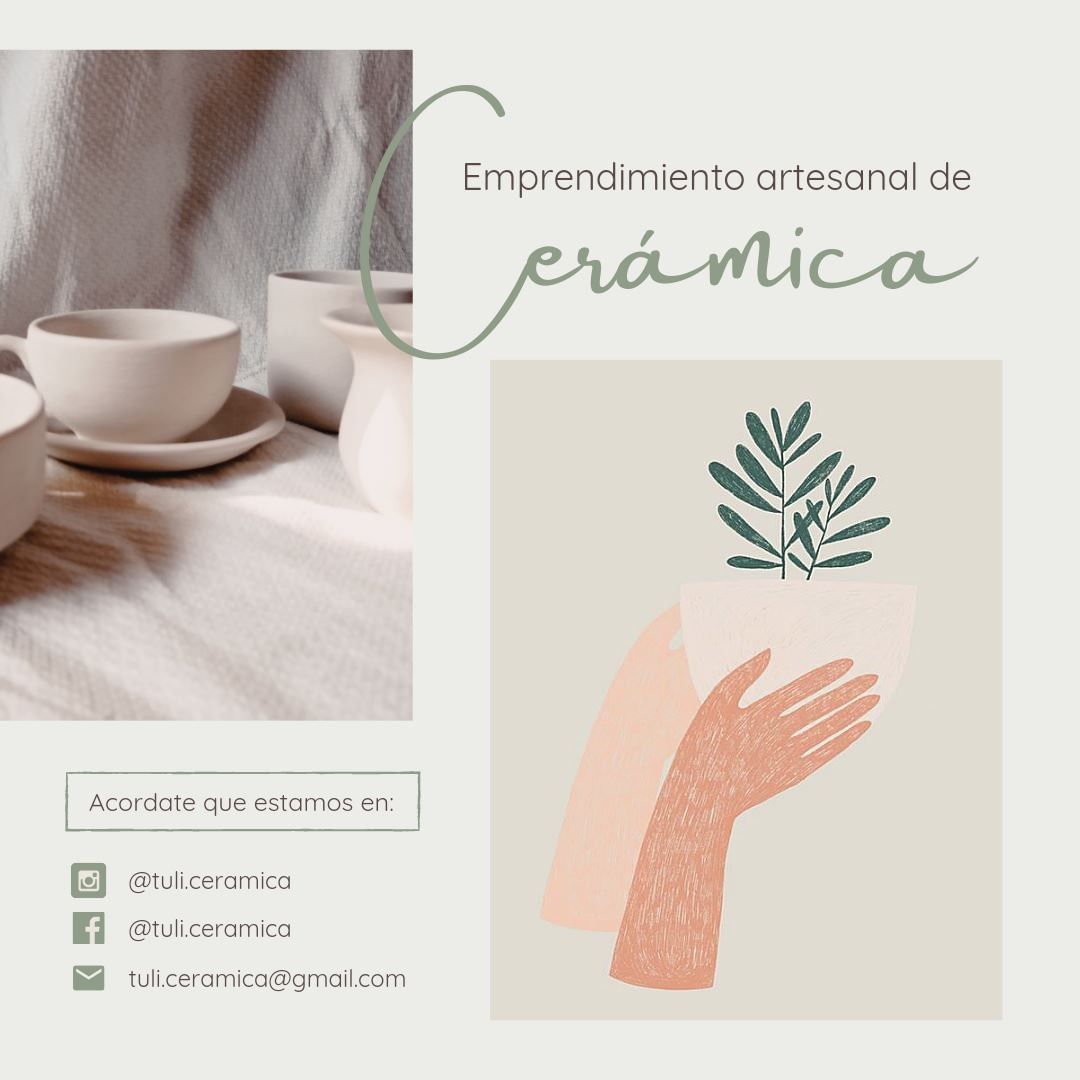 Emprendimiento artesanal de
Cerámica
Acordate que estamos en:
@tuli.ceramica
@tuli.ceramica
tuli.ceramica@gmail.com